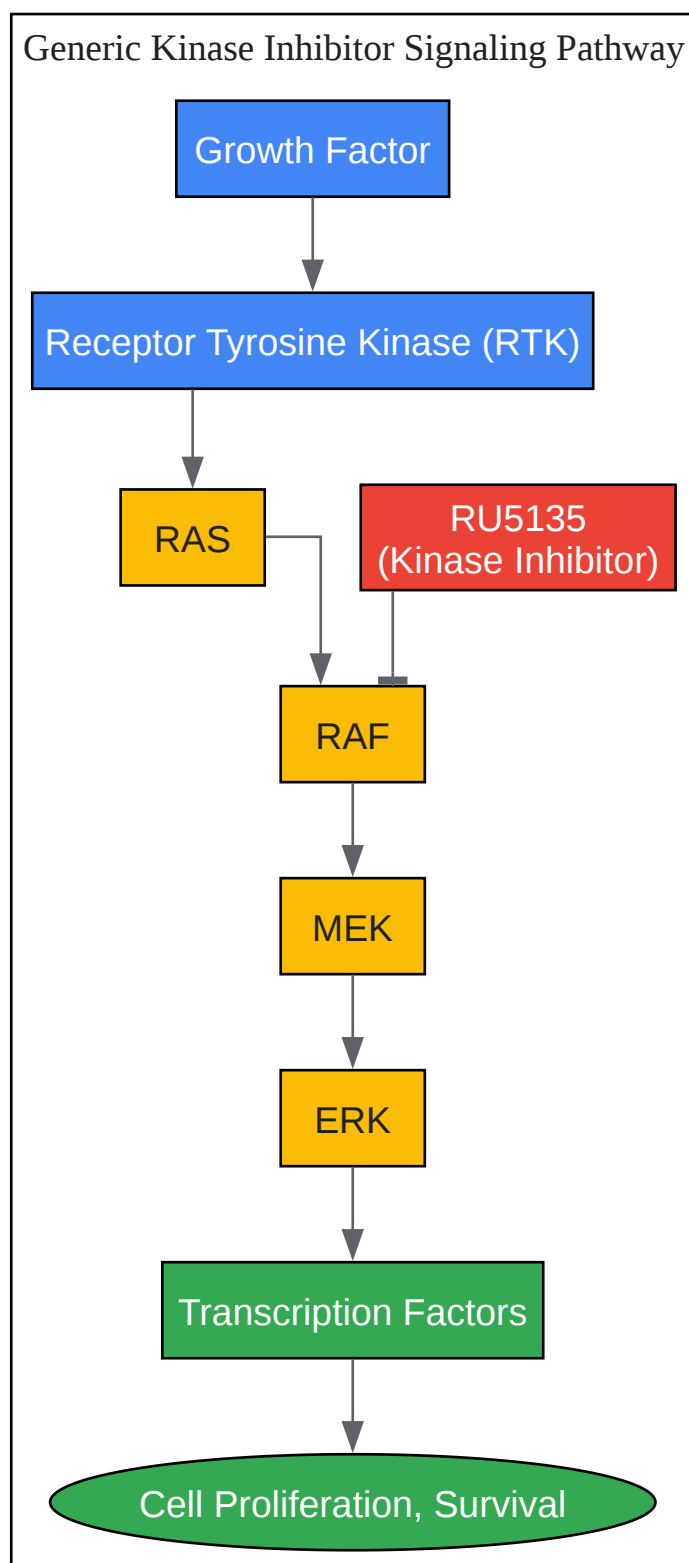 Generic Kinase Inhibitor Signaling Pathway
Growth Factor
Receptor Tyrosine Kinase (RTK)
RAS
RU5135
(Kinase Inhibitor)
RAF
MEK
ERK
Transcription Factors
Cell Proliferation, Survival